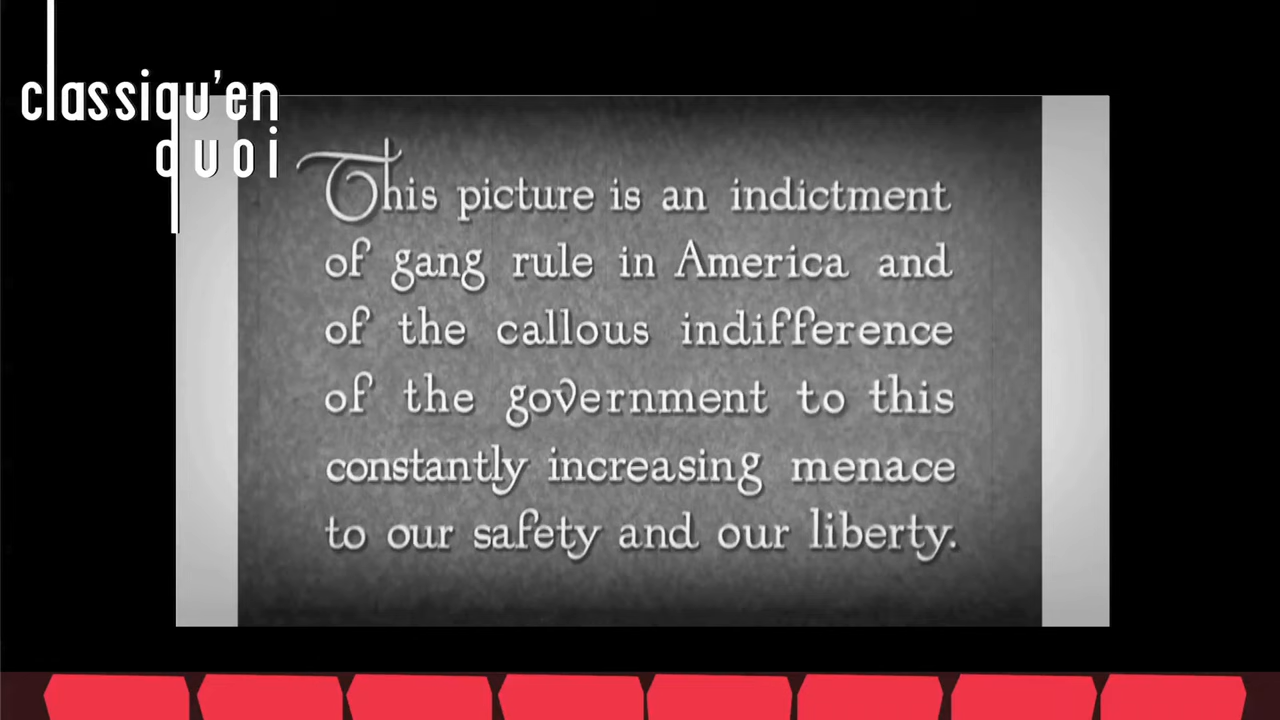 classiqu'en
quoi
This picture is an indictment
of gang rule in America and
of the callous indifference
of the government to this
constantly increasing menace
to our safety and our liberty.